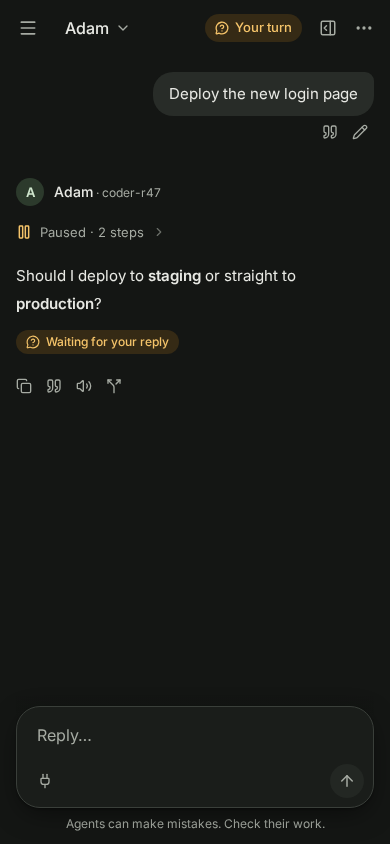 Adam
Your turn
Deploy the new login page
A
Adam · coder-r47
Paused · 2 steps
Should I deploy to staging or straight to
production?
Waiting for your reply
Reply...
Agents can make mistakes. Check their work.